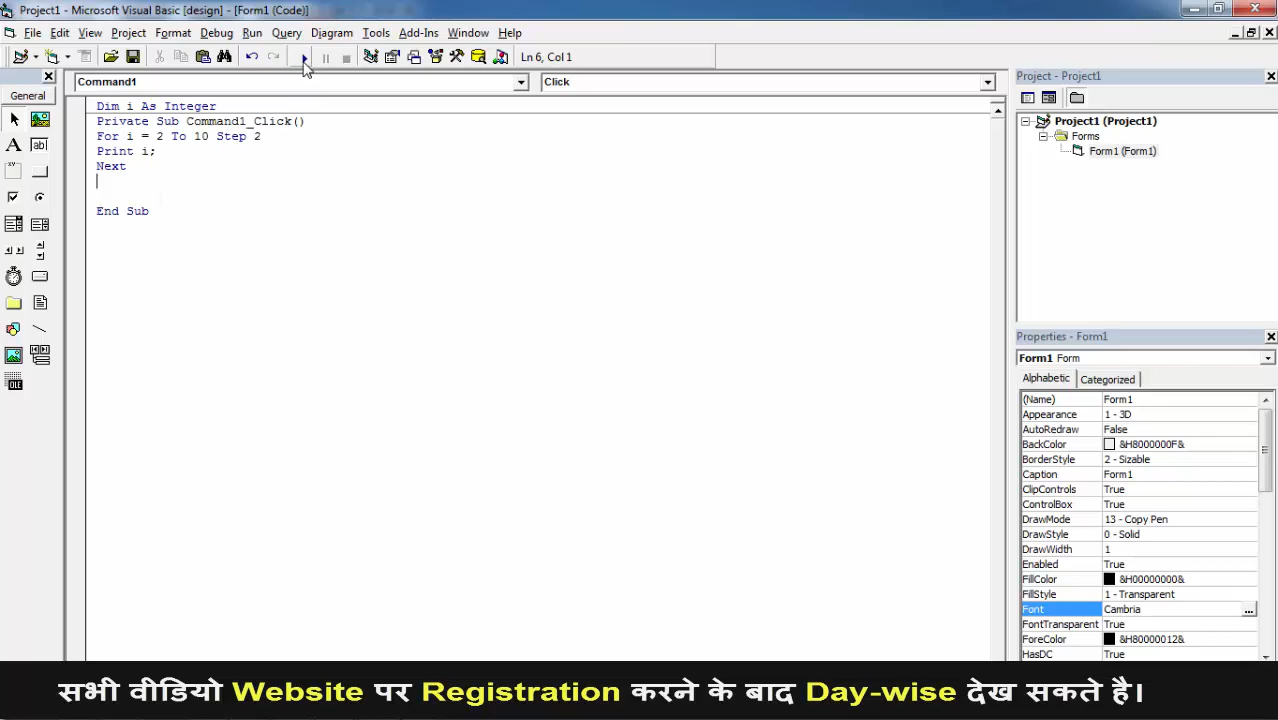 Project1 - Microsoft Visual Basic [design] - [Form1 (Code)]
File Edit View Project Format Debug Run Query Diagram Tools Add-Ins Window Help
Ln 6, Col 1
General
Command1
Click
Dim i As Integer
Private Sub Command1_Click()
For i = 2 To 10 Step 2
Print i;
Next
End Sub
Project - Project1
Project1 (Project1)
Forms
Form1 (Form1)
Properties - Form1
Form1 Form
Alphabetic Categorized
(Name) Form1
Appearance 1 - 3D
AutoRedraw False
BackColor &H8000000F&
BorderStyle 2 - Sizable
Caption Form1
ClipControls True
ControlBox True
DrawMode 13 - Copy Pen
DrawStyle 0 - Solid
DrawWidth 1
Enabled True
FillColor &H00000000&
FillStyle 1 - Transparent
Font Cambria ...
FontTransparent True
ForeColor &H80000012&
HasDC True
सभी वीडियो Website पर Registration करने के बाद Day-wise देख सकते है।